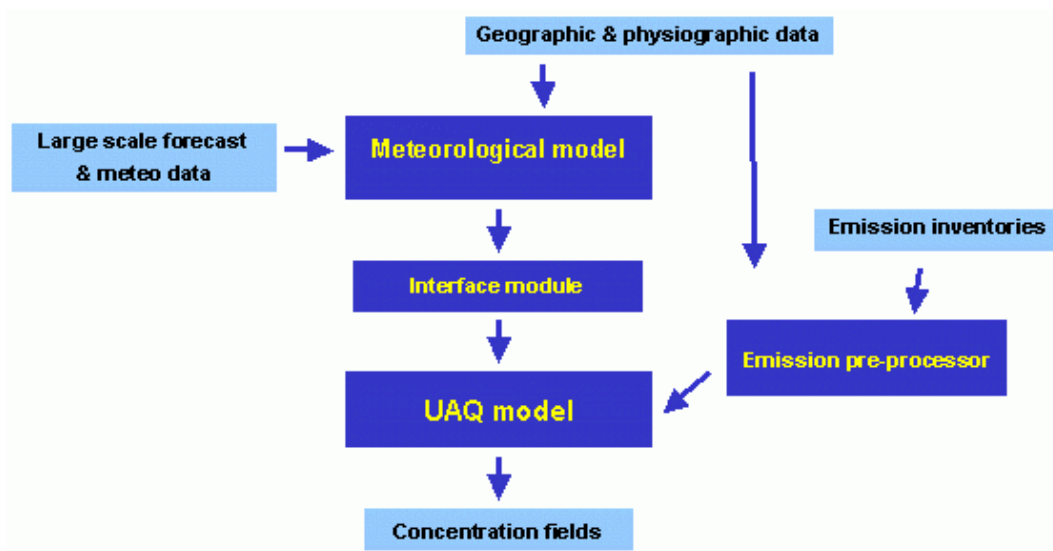 Geographic & physiographic data
Large scale forecast
& meteo data
Meteorological model
Emission inventories
Interface module
Emission pre-processor
UAQ model
Concentration fields